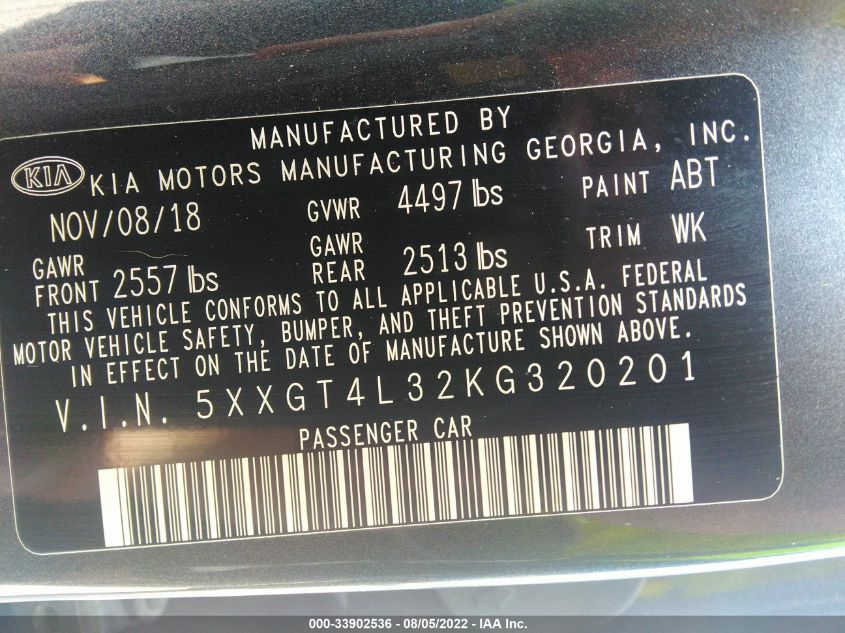 MANUFACTURED BY
KIA KIA MOTORS MANUFACTURING GEORGIA, INC.
NOV/08/18 GVWR 4497 lbs PAINT ABT
GAWR FRONT 2557 lbs GAWR REAR 2513 lbs TRIM WK
THIS VEHICLE CONFORMS TO ALL APPLICABLE U.S.A. FEDERAL
MOTOR VEHICLE SAFETY, BUMPER, AND THEFT PREVENTION STANDARDS
IN EFFECT ON THE DATE OF MANUFACTURE SHOWN ABOVE.
V.I.N. 5XXGT4L32KG320201
PASSENGER CAR
000-33902536 - 08/05/2022 - IAA Inc.